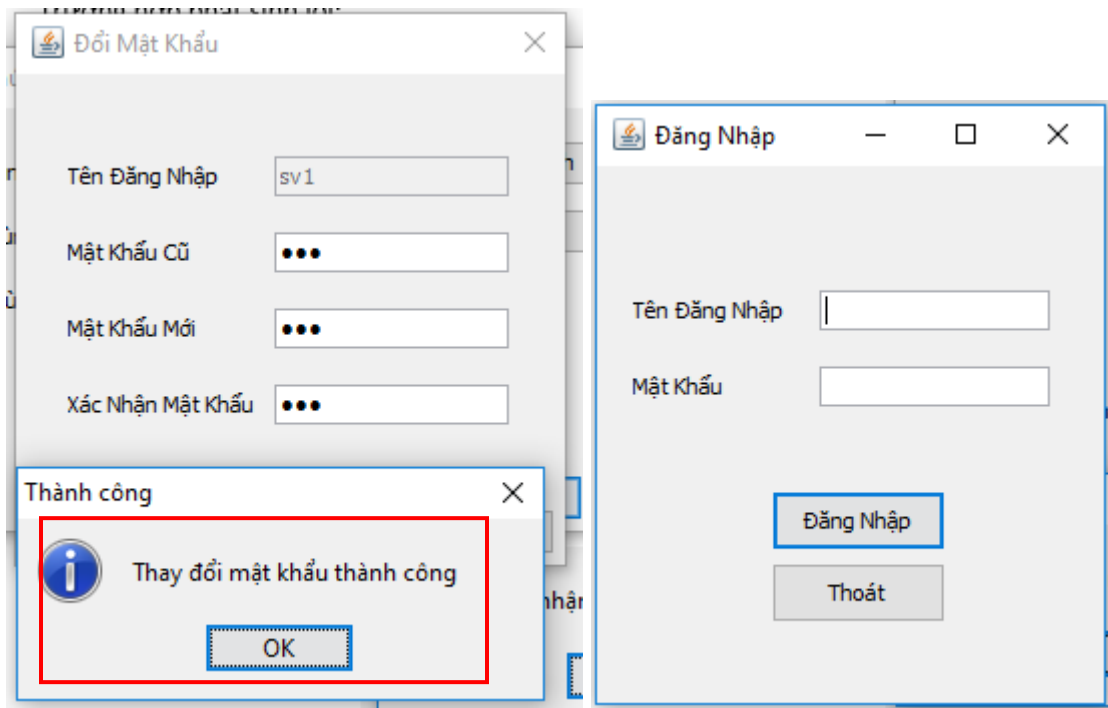 Đổi Mật Khẩu
Tên Đăng Nhập sv1
Mật Khẩu Cũ
Mật Khẩu Mới
Xác Nhận Mật Khẩu
Thành công
Thay đổi mật khẩu thành công
OK
Đăng Nhập
Tên Đăng Nhập
Mật Khẩu
Đăng Nhập
Thoát